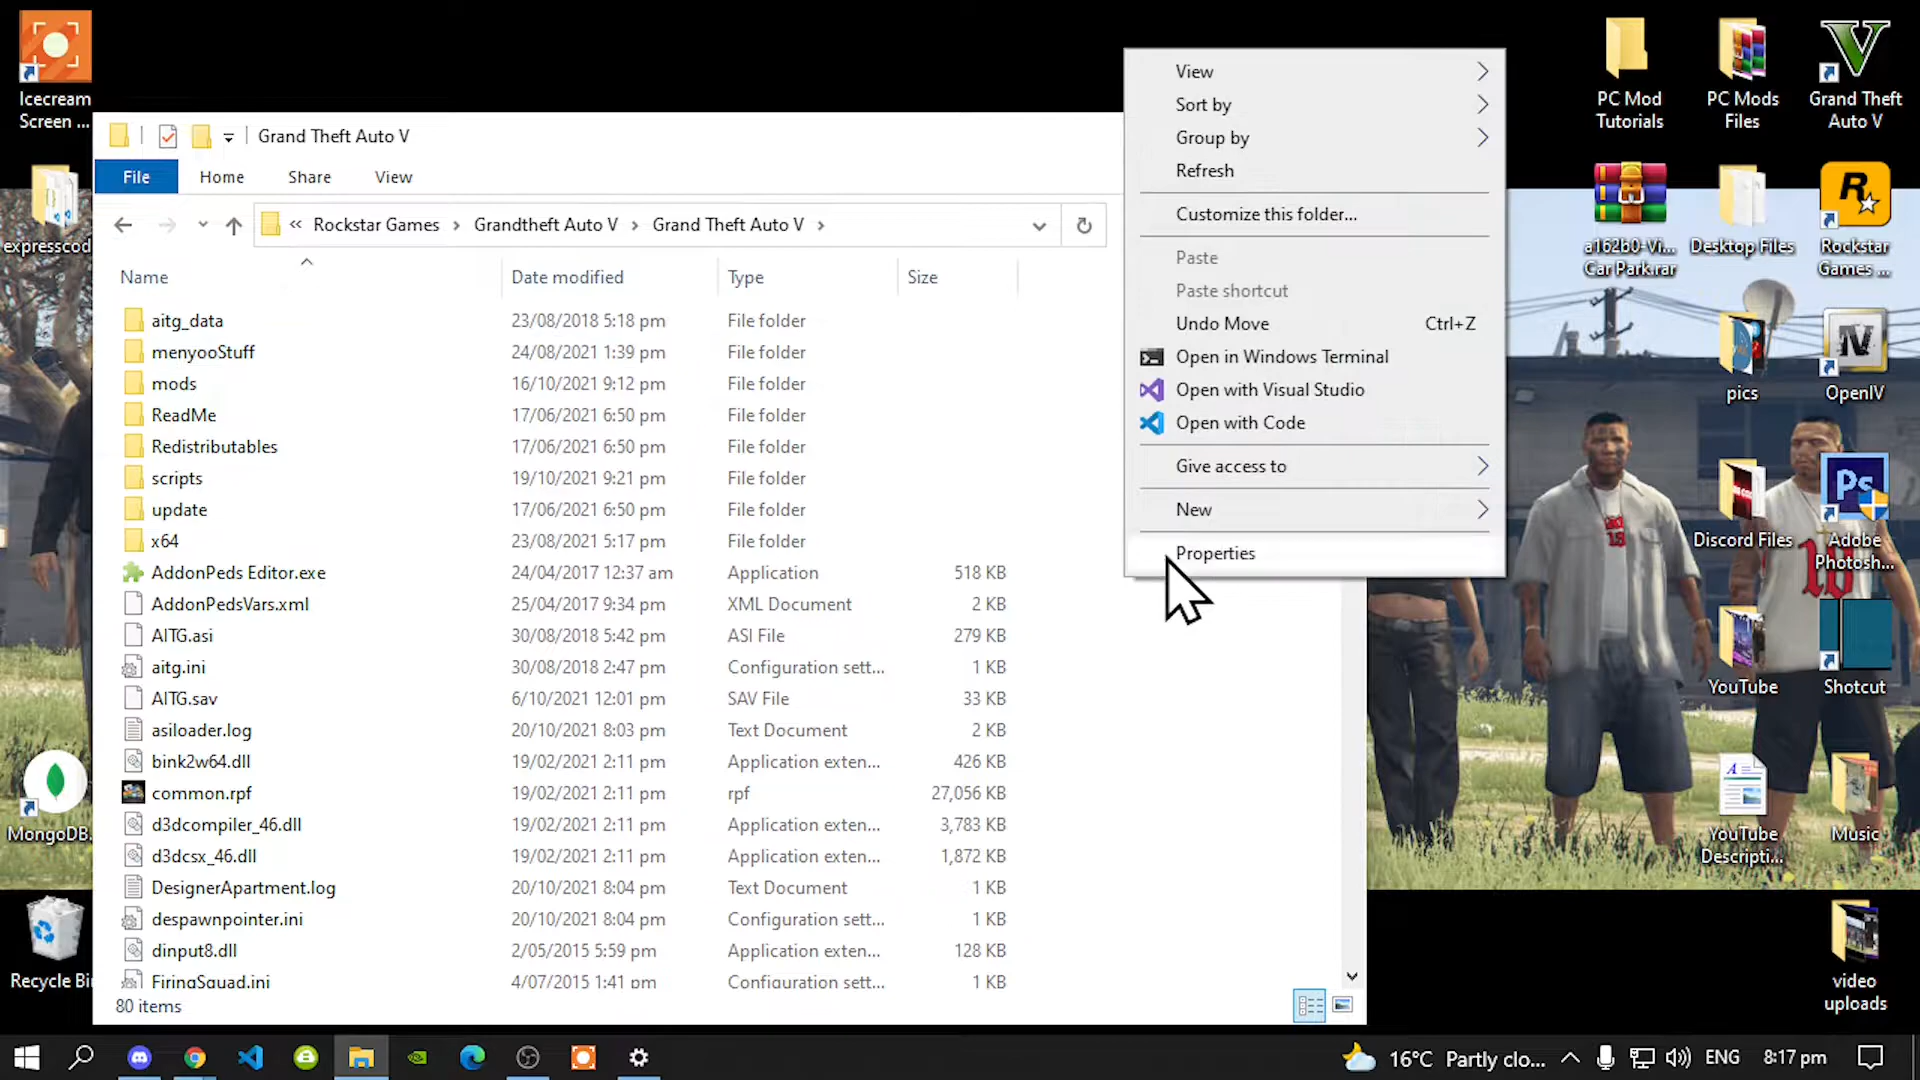 Icecream
Screen ...
expresscod
MongoDB.
Recycle Bi
Grand Theft Auto V
File
Home
Share
View
«
Rockstar Games
Grandtheft Auto V
Grand Theft Auto V
Name
Date modified
Type
Size
aitg_data 23/08/2018 5:18 pm File folder
menyooStuff 24/08/2021 1:39 pm File folder
mods 16/10/2021 9:12 pm File folder
ReadMe 17/06/2021 6:50 pm File folder
Redistributables 17/06/2021 6:50 pm File folder
scripts 19/10/2021 9:21 pm File folder
update 17/06/2021 6:50 pm File folder
x64 23/08/2021 5:17 pm File folder
AddonPeds Editor.exe 24/04/2017 12:37 am Application 518 KB
AddonPedsVars.xml 25/04/2017 9:34 pm XML Document 2 KB
AITG.asi 30/08/2018 5:42 pm ASI File 279 KB
aitg.ini 30/08/2018 2:47 pm Configuration sett... 1 KB
AITG.sav 6/10/2021 12:01 pm SAV File 33 KB
asiloader.log 20/10/2021 8:03 pm Text Document 2 KB
bink2w64.dll 19/02/2021 2:11 pm Application exten... 426 KB
common.rpf 19/02/2021 2:11 pm rpf 27,056 KB
d3dcompiler_46.dll 19/02/2021 2:11 pm Application exten... 3,783 KB
d3dcsx_46.dll 19/02/2021 2:11 pm Application exten... 1,872 KB
DesignerApartment.log 20/10/2021 8:04 pm Text Document 1 KB
despawnpointer.ini 20/10/2021 8:04 pm Configuration sett... 1 KB
dinput8.dll 2/05/2015 5:59 pm Application exten... 128 KB
FiringSquad.ini 4/07/2015 1:41 pm Configuration sett... 1 KB
80 items
View
Sort by
Group by
Refresh
Customize this folder...
Paste
Paste shortcut
Undo Move Ctrl+Z
Open in Windows Terminal
Open with Visual Studio
Open with Code
Give access to
New
Properties
PC Mod
Tutorials
PC Mods
Files
Grand Theft
Auto V
a162b0-Vi...
Car Park.rar
Desktop Files
Rockstar
Games ...
pics
OpenIV
Discord Files
Adobe
Photosh...
YouTube
Shotcut
YouTube
Descripti...
Music
video
uploads
16°C Partly clo...
ENG
8:17 pm